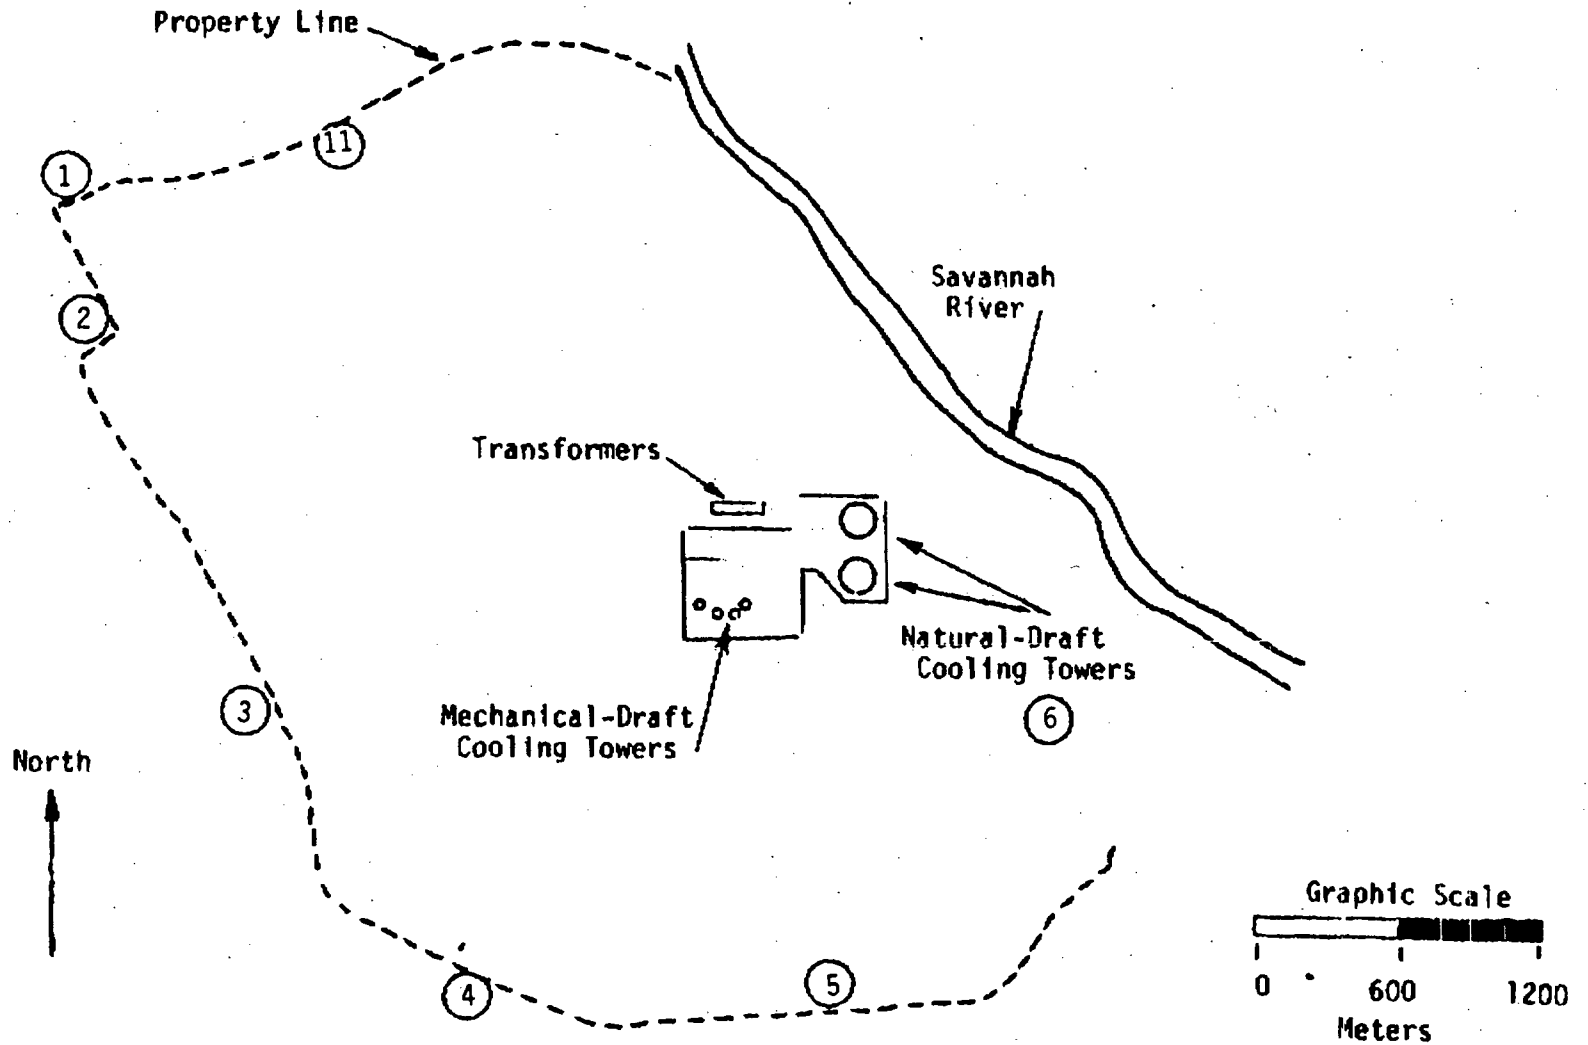 Property Line
11
1
2
Savannah
River
Transformers
Natural-Draft
Cooling Towers
3
Mechanical-Draft
Cooling Towers
6
North
Graphic Scale
4
5
0 600 1200
Meters